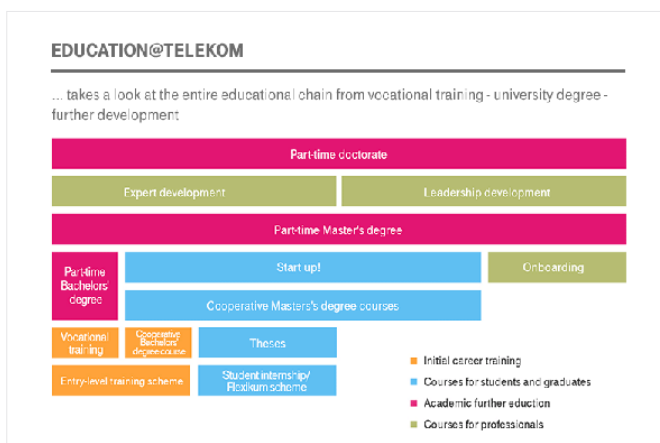 EDUCATION@TELEKOM
... takes a look at the entire educational chain from vocational training - university degree -
further development
Part-time doctorate
Expert development
Leadership development
Part-time Master's degree
Part-time
Bachelors'
degree
Start up!
Onboarding
Cooperative Masters's degree courses
Vocational
training
Cooperative
Bachelors'
degree course
Theses
Entry-level training scheme
Student internship/
Flexikum scheme
Initial career training
Courses for students and graduates
Academic further eduction
Courses for professionals